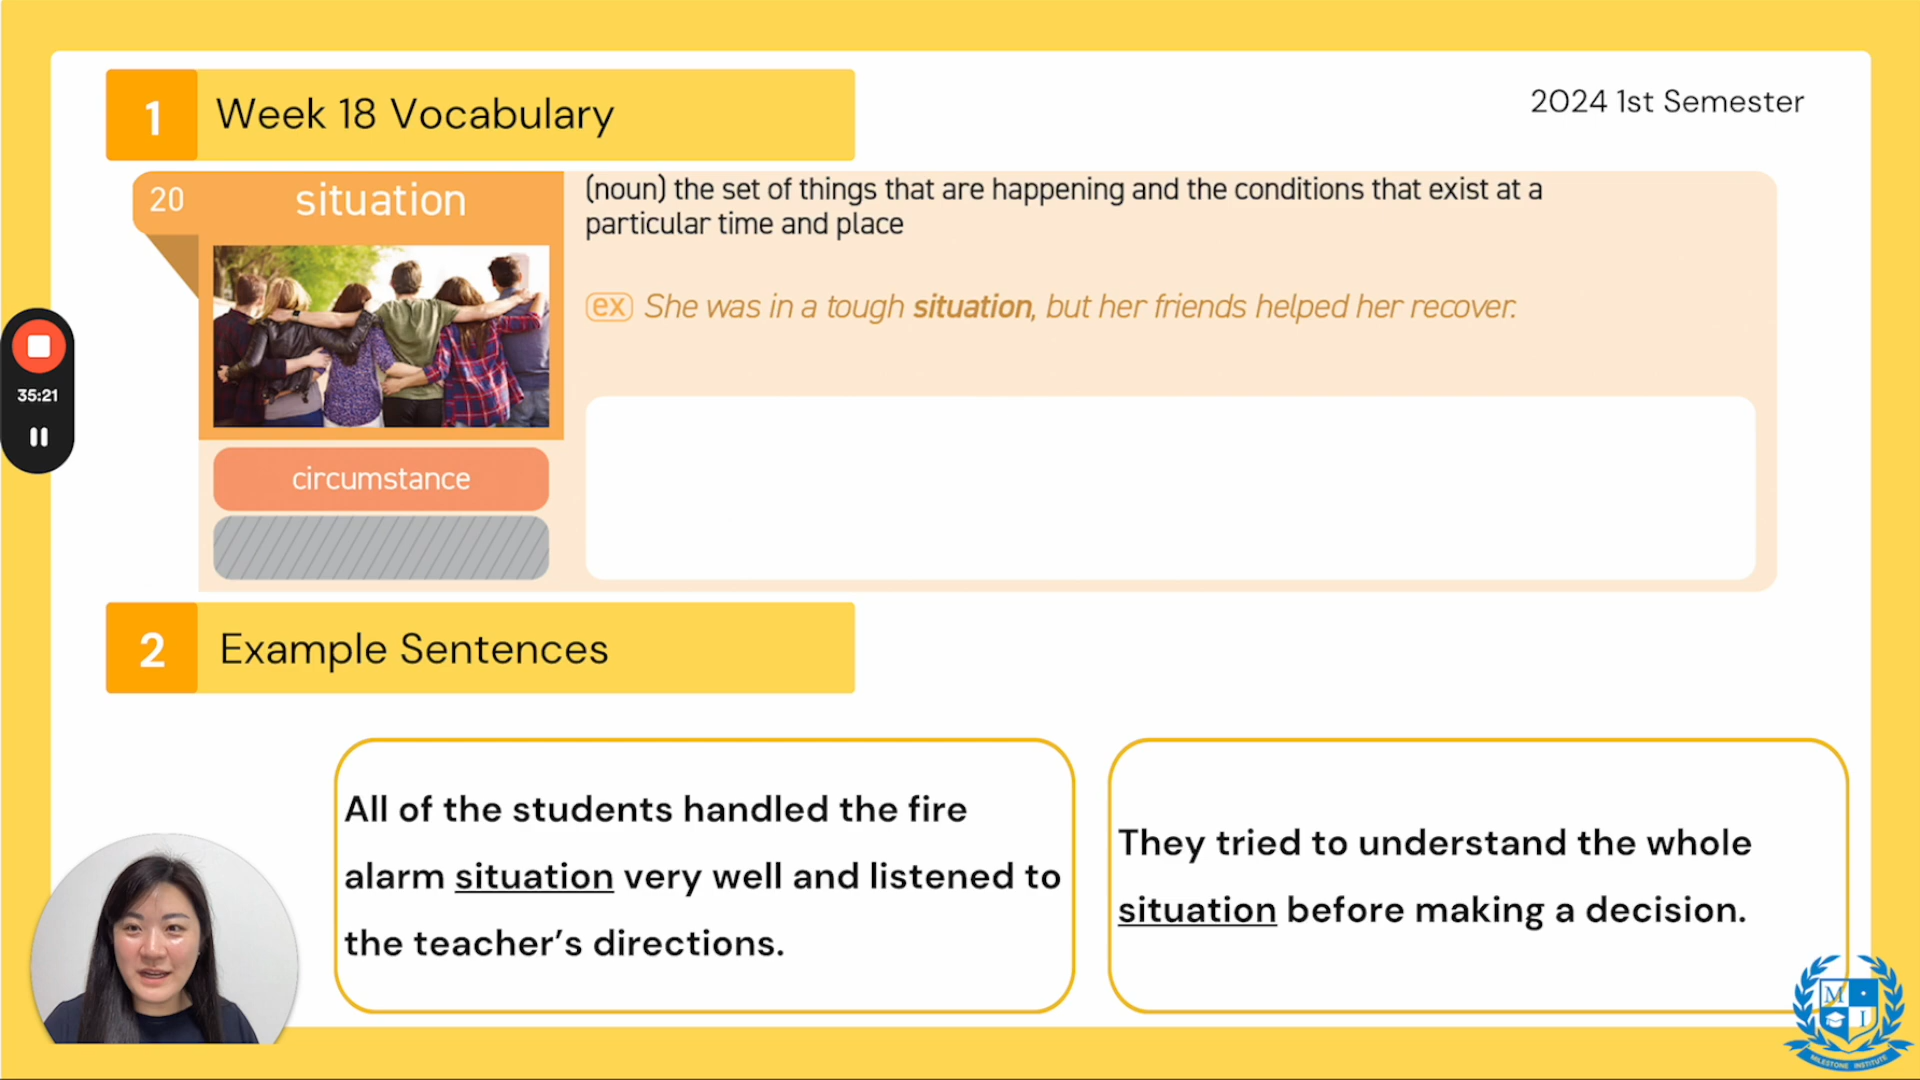 1 Week 18 Vocabulary
2024 1st Semester
20 situation
(noun) the set of things that are happening and the conditions that exist at a
particular time and place
ex She was in a tough situation, but her friends helped her recover.
35:21
circumstance
2 Example Sentences
All of the students handled the fire
alarm situation very well and listened to
the teacher’s directions.
They tried to understand the whole
situation before making a decision.
M
I
MILESTONE INSTITUTE